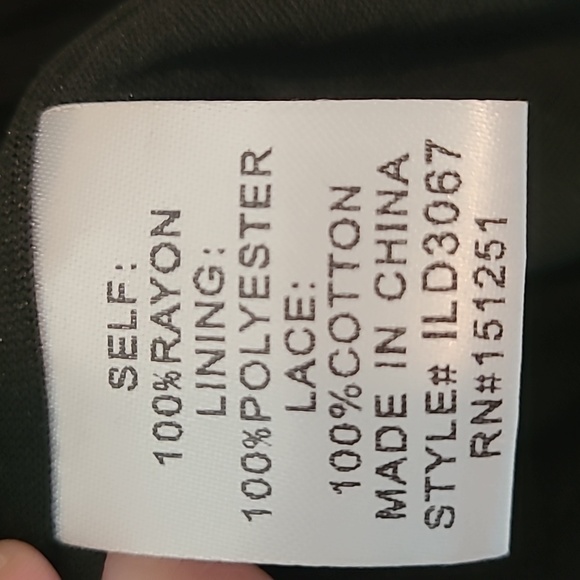 SELF:
100%RAYON
LINING:
100%POLYESTER
LACE:
100%COTTON
MADE IN CHINA
STYLE# ILD3067
RN#151251